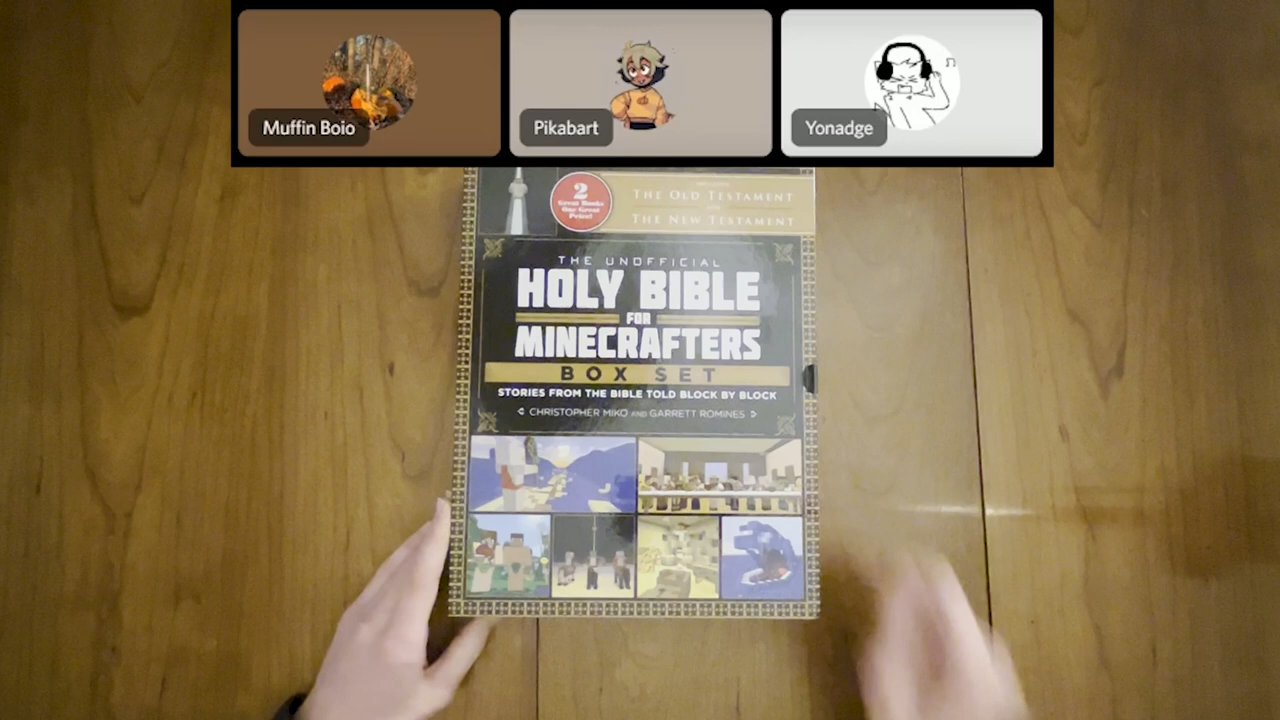 Muffin Boio
Pikabart
Yonadge
2
Great Books
One Great
Price!
THE OLD TESTAMENT
THE NEW TESTAMENT
THE UNOFFICIAL
HOLY BIBLE
FOR
MINECRAFTERS
BOX SET
STORIES FROM THE BIBLE TOLD BLOCK BY BLOCK
CHRISTOPHER MIKO AND GARRETT ROMINES